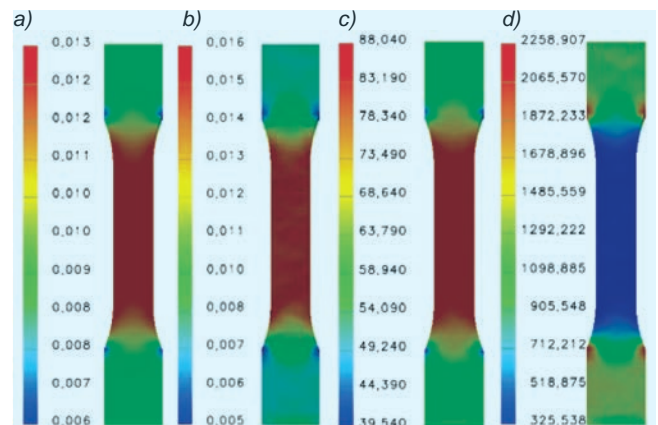 a) b) c) d)
0,013 0,016 88,040 2258,907
0,012 0,015 83,190 2065,570
0,012 0,014 78,340 1872,233
0,011 0,013 73,490 1678,896
0,010 0,012 68,640 1485,559
0,010 0,011 63,790 1292,222
0,009 0,010 58,940 1098,885
0,008 0,008 54,090 905,548
0,008 0,007 49,240 712,212
0,007 0,006 44,390 518,875
0,006 0,005 39,540 325,538